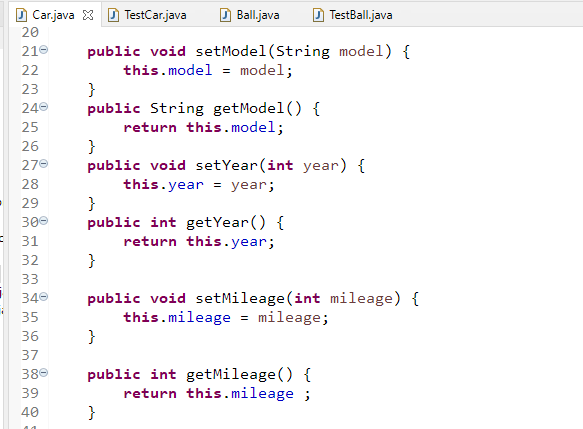 Car.java TestCar.java Ball.java TestBall.java
20
21 public void setModel(String model) {
22 this.model = model;
23 }
24 public String getModel() {
25 return this.model;
26 }
27 public void setYear(int year) {
28 this.year = year;
29 }
30 public int getYear() {
31 return this.year;
32 }
33
34 public void setMileage(int mileage) {
35 this.mileage = mileage;
36 }
37
38 public int getMileage() {
39 return this.mileage ;
40 }